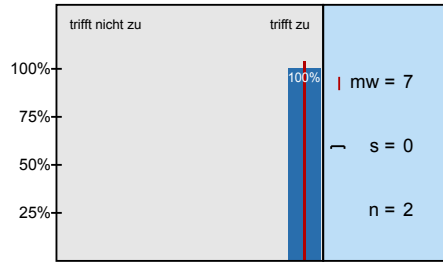 trifft nicht zu trifft zu
100%
100%
mw = 7
75%
50%
s = 0
25%
n = 2